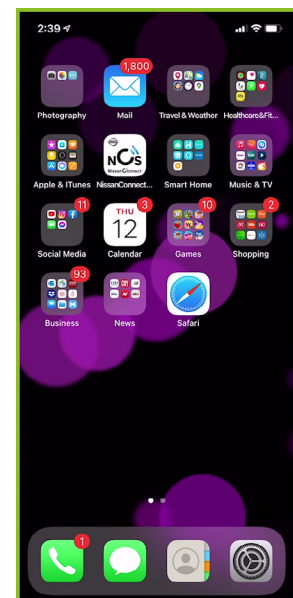 2:39
1,800
Photography Mail Travel & Weather Healthcare&Fit...
NCS
NissanConnect
Apple & ITunes NissanConnect... Smart Home Music & TV
11 THU 3 10 2
12
Social Media Calendar Games Shopping
93
Business News Safari
1